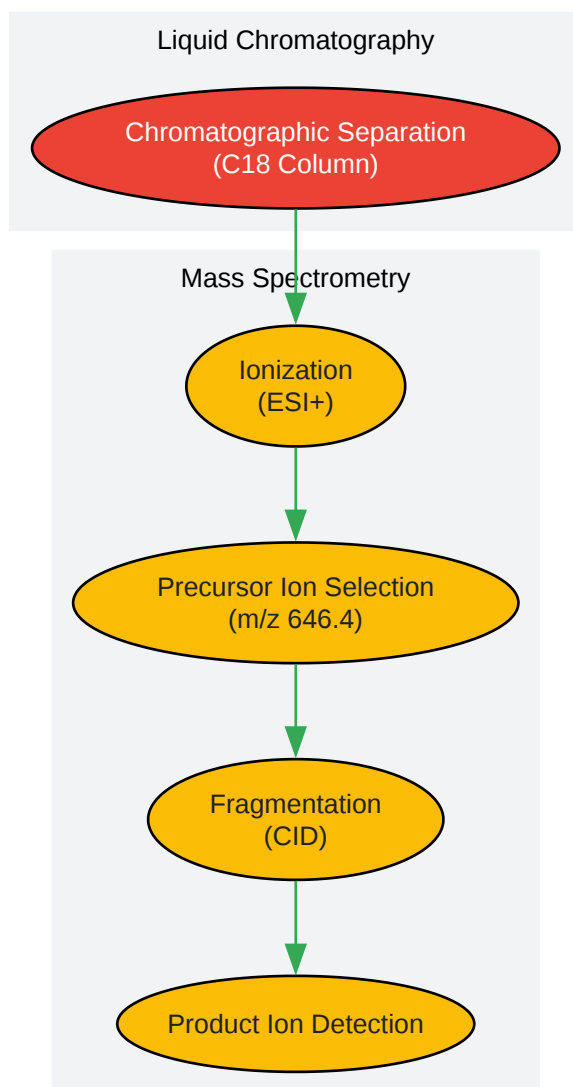 Liquid Chromatography
Chromatographic Separation
(C18 Column)
Mass Spectrometry
Ionization
(ESI+)
Precursor Ion Selection
(m/z 646.4)
Fragmentation
(CID)
Product Ion Detection